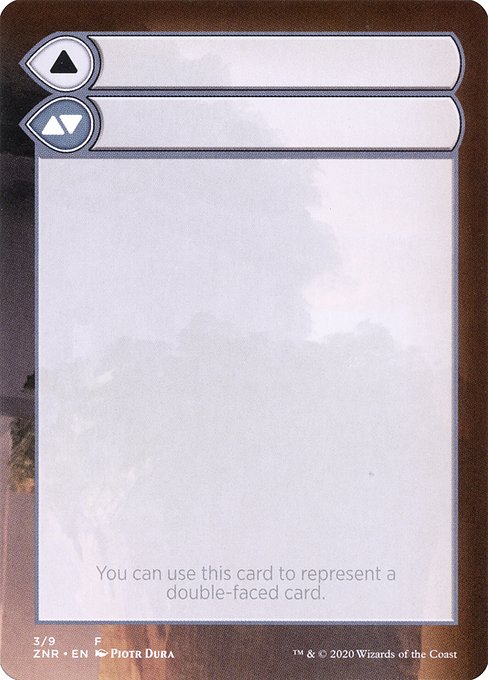 You can use this card to represent a
double-faced card.
3/9 F
ZNR • EN Piotr Dura
™ & © 2020 Wizards of the Coast